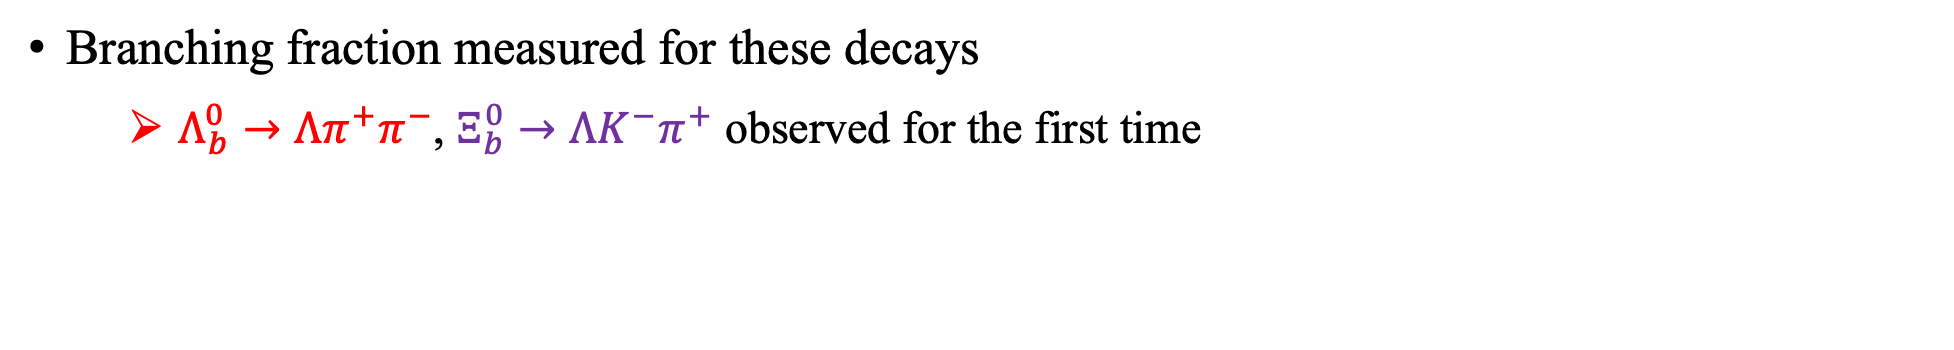 • Branching fraction measured for these decays
➢ Λ_b^0 → Λπ^+π^-, Ξ_b^0 → ΛK^-π^+ observed for the first time